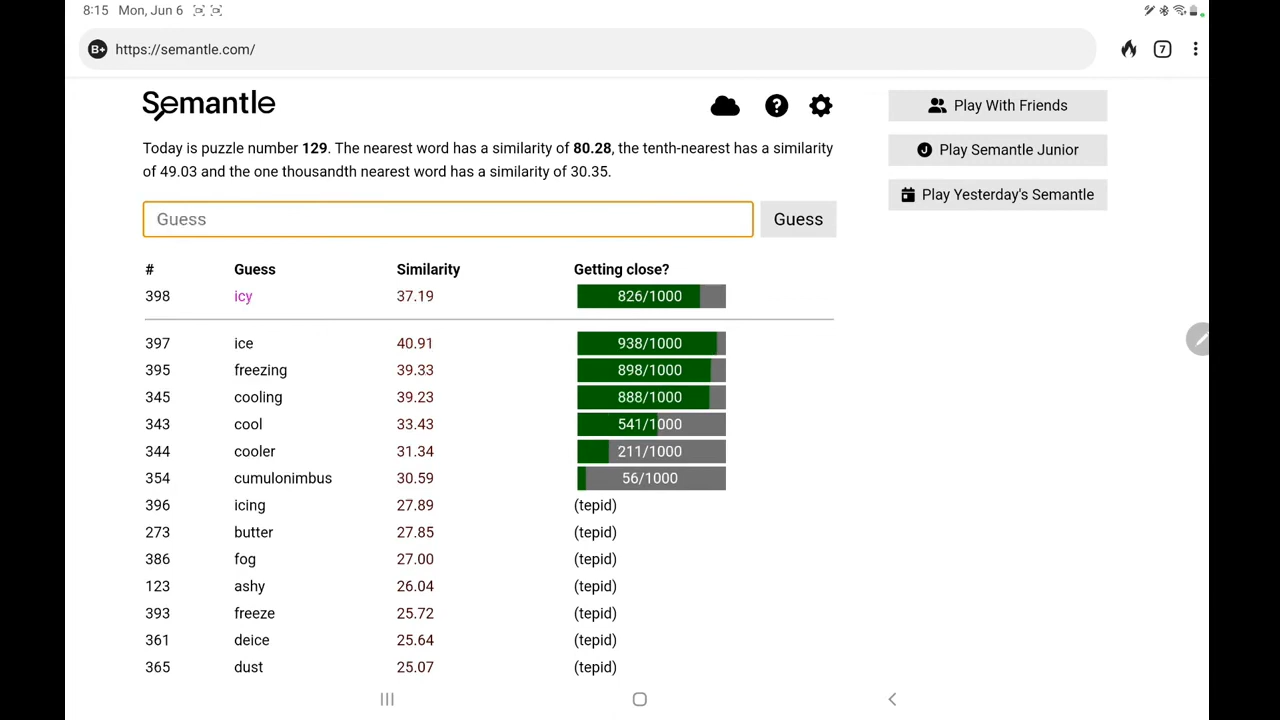 8:15 Mon, Jun 6
B+ https://semantle.com/ 7
Semantle
Play With Friends
Today is puzzle number 129. The nearest word has a similarity of 80.28, the tenth-nearest has a similarity
of 49.03 and the one thousandth nearest word has a similarity of 30.35.
J Play Semantle Junior
Play Yesterday's Semantle
Guess Guess
# Guess Similarity Getting close?
398 icy 37.19 826/1000
397 ice 40.91 938/1000
395 freezing 39.33 898/1000
345 cooling 39.23 888/1000
343 cool 33.43 541/1000
344 cooler 31.34 211/1000
354 cumulonimbus 30.59 56/1000
396 icing 27.89 (tepid)
273 butter 27.85 (tepid)
386 fog 27.00 (tepid)
123 ashy 26.04 (tepid)
393 freeze 25.72 (tepid)
361 deice 25.64 (tepid)
365 dust 25.07 (tepid)